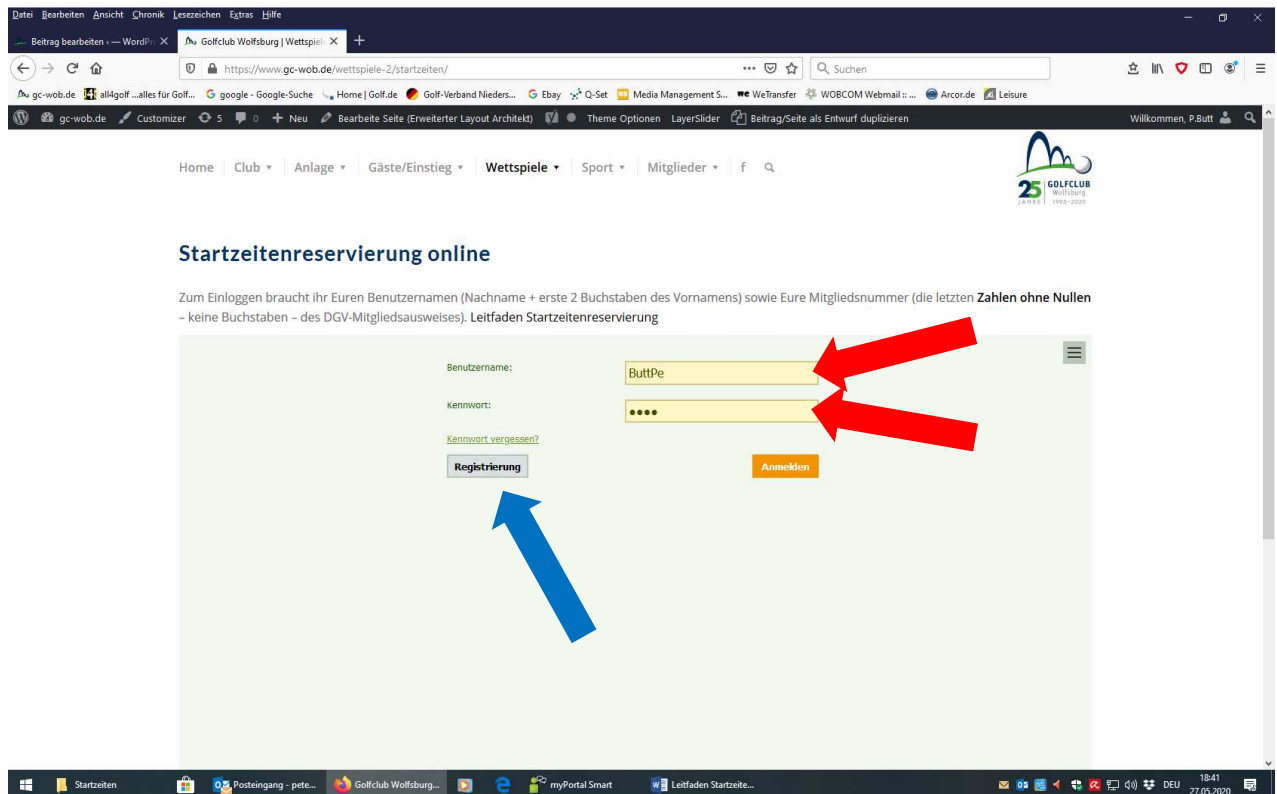 Datei Bearbeiten Ansicht Chronik Lesezeichen Extras Hilfe
Beitrag bearbeiten ‹ — WordPr
Golfclub Wolfsburg | Wettspiel
https://www.gc-wob.de/wettspiele-2/startzeiten/
Suchen
gc-wob.de all4golf ...alles für Golf... google - Google-Suche Home | Golf.de Golf-Verband Nieders... Ebay Q-Set Media Management S... WeTransfer WOBCOM Webmail :: ... Arcor.de Leisure
gc-wob.de Customizer 5 0 + Neu Bearbeite Seite (Erweiterter Layout Architekt) Theme Optionen LayerSlider Beitrag/Seite als Entwurf duplizieren Willkommen, P.Butt
Home Club Anlage Gäste/Einstieg Wettspiele Sport Mitglieder f
25 JAHRE GOLFCLUB Wolfsburg 1995-2020
Startzeitenreservierung online
Zum Einloggen braucht ihr Euren Benutzernamen (Nachname + erste 2 Buchstaben des Vornamens) sowie Eure Mitgliedsnummer (die letzten Zahlen ohne Nullen
– keine Buchstaben – des DGV-Mitgliedsausweises). Leitfaden Startzeitenreservierung
Benutzername:
ButtPe
Kennwort:
••••
Kennwort vergessen?
Registrierung
Anmelden
Startzeiten
Posteingang - pete...
Golfclub Wolfsburg...
myPortal Smart
Leitfaden Startzeite...
DEU
18:41
27.05.2020